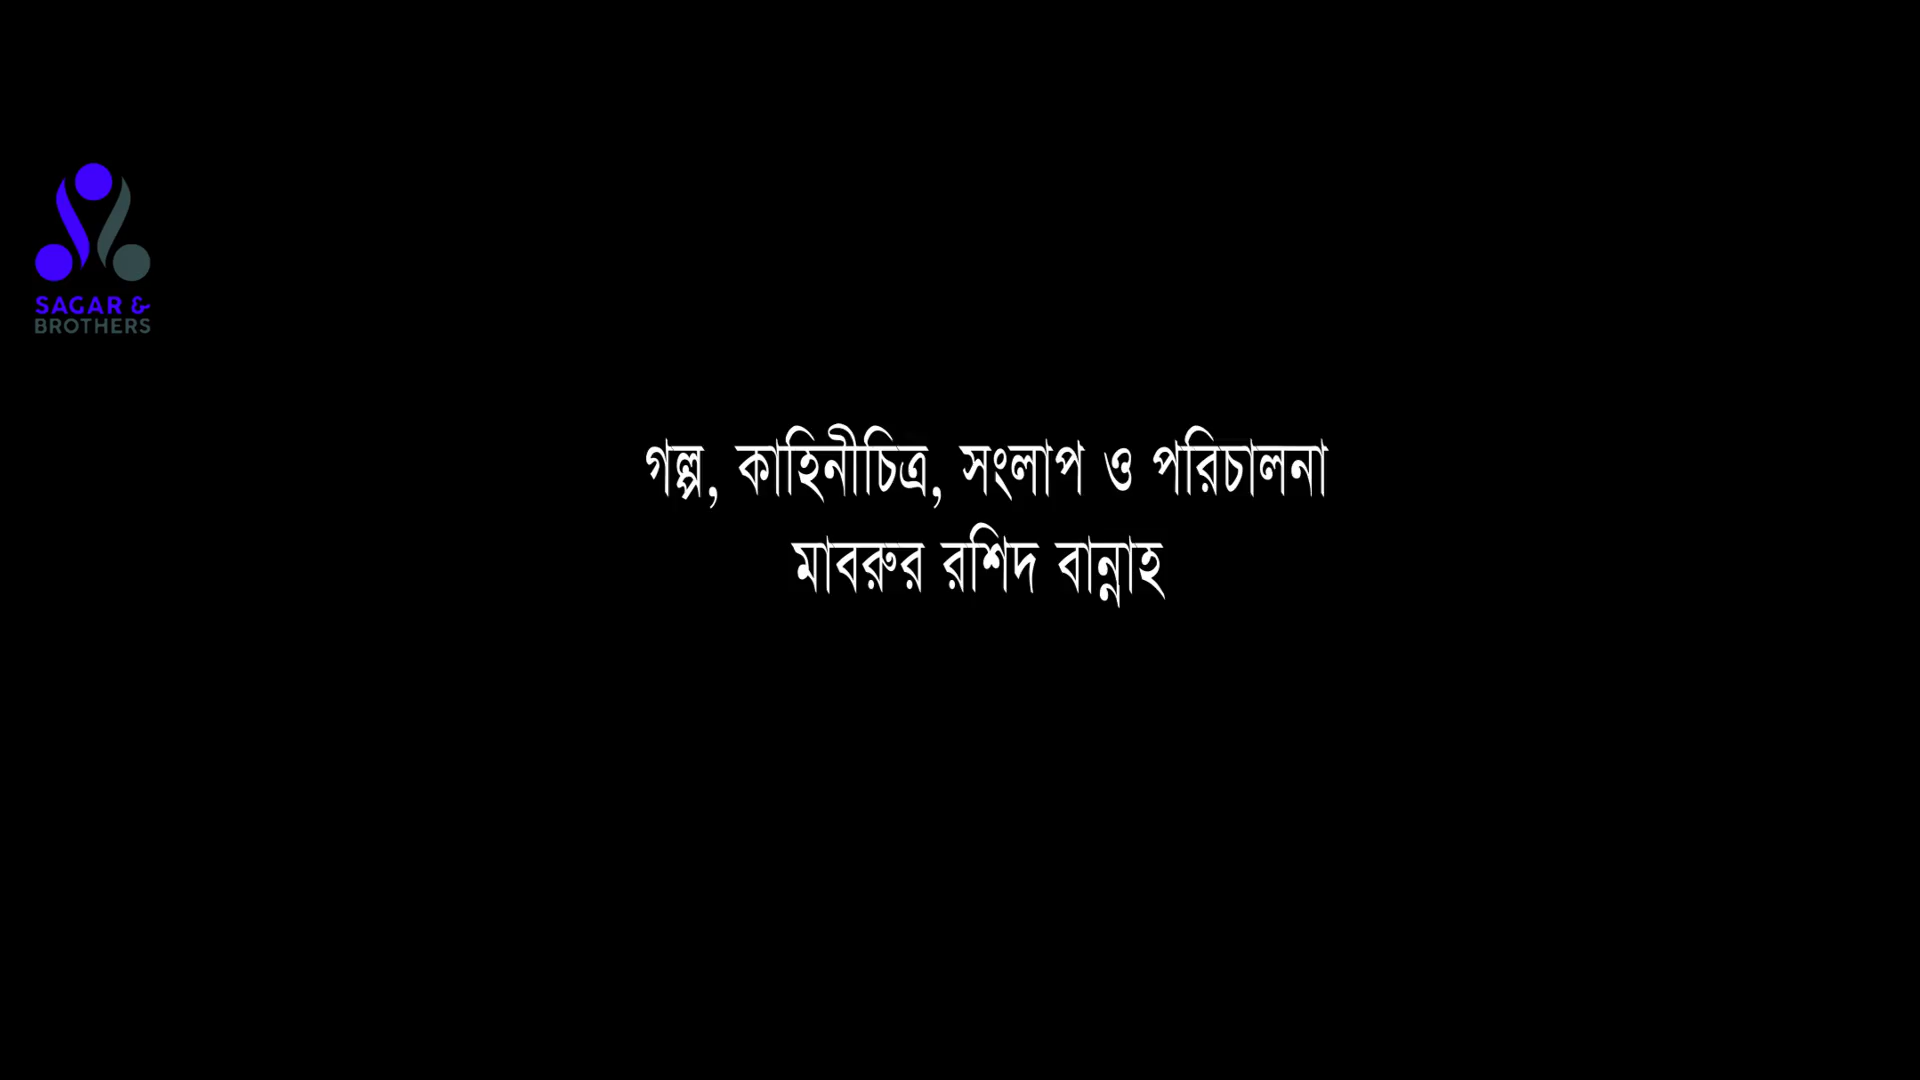 SAGAR &
BROTHERS
গল্প, কাহিনীচিত্র, সংলাপ ও পরিচালনা
মাবরুর রশিদ বান্নাহ